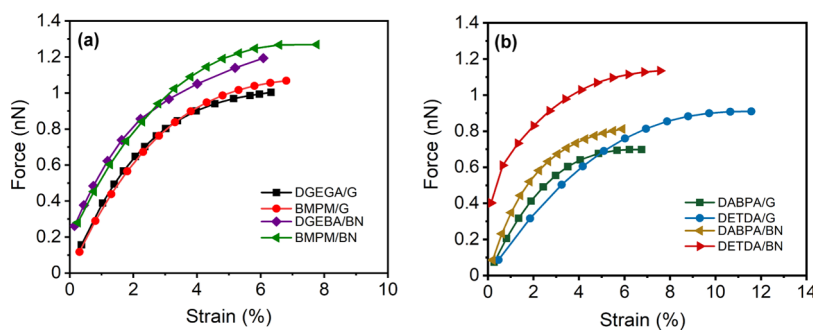 (a)
Force (nN)
1.4
1.2
1
0.8
0.6
0.4
0.2
0
DGEGA/G
BMPM/G
DGEBA/BN
BMPM/BN
0 2 4 6 8 10
Strain (%)
(b)
Force (nN)
1.4
1.2
1
0.8
0.6
0.4
0.2
0
DABPA/G
DETDA/G
DABPA/BN
DETDA/BN
0 2 4 6 8 10 12 14
Strain (%)